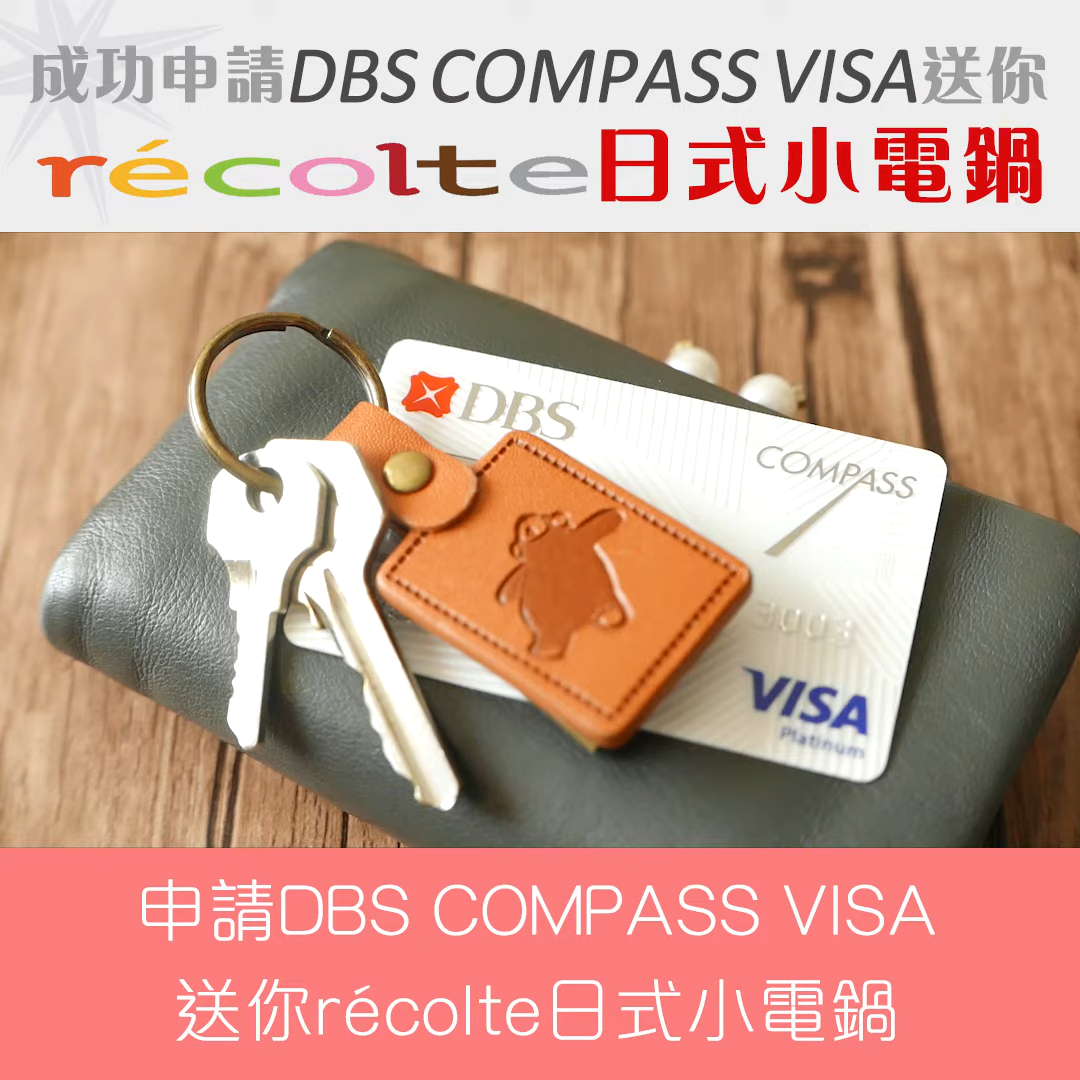 成功申請DBS COMPASS VISA送你
récolte日式小電鍋
DBS
COMPASS
3003
VISA
Platinum
申請DBS COMPASS VISA
送你récolte日式小電鍋